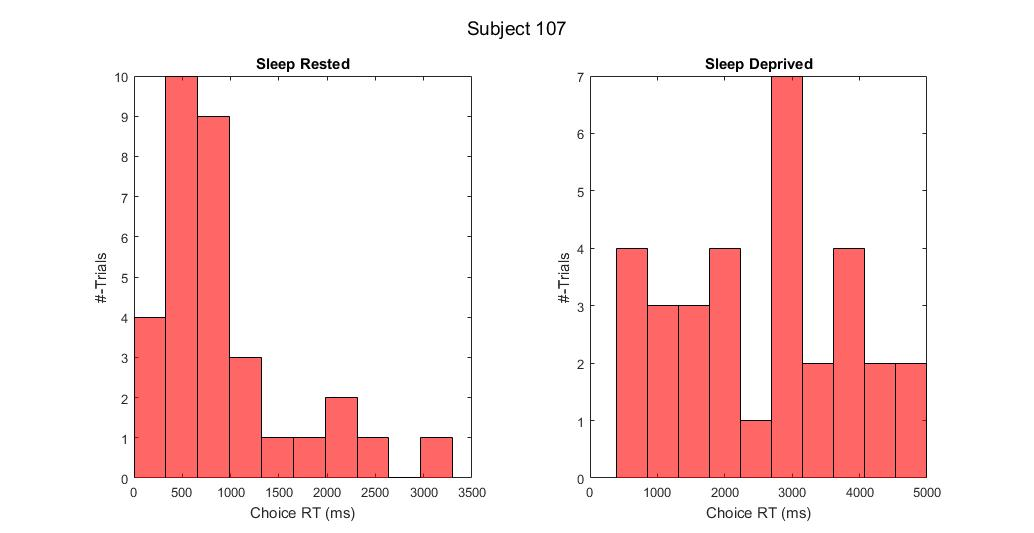 Subject 107
Sleep Rested
10
9
8
7
6
5
4
3
2
1
0
#-Trials
0 500 1000 1500 2000 2500 3000 3500
Choice RT (ms)
Sleep Deprived
7
6
5
4
3
2
1
0
#-Trials
0 1000 2000 3000 4000 5000
Choice RT (ms)